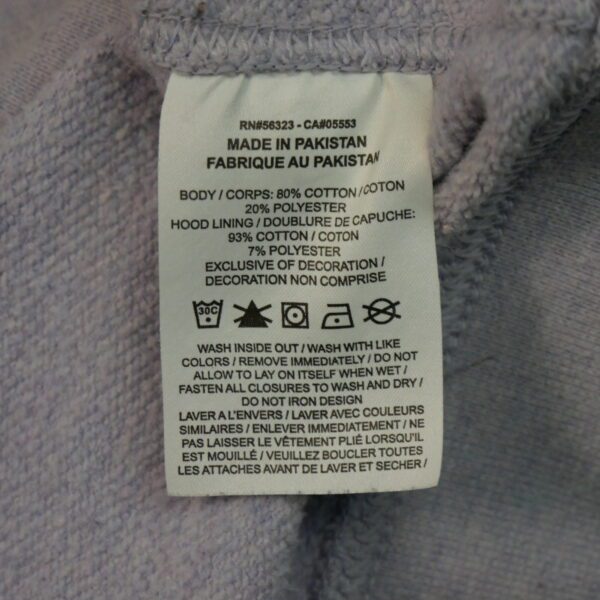 RN#56323 - CA#05553
MADE IN PAKISTAN
FABRIQUE AU PAKISTAN
BODY / CORPS: 80% COTTON / COTON
20% POLYESTER
HOOD LINING / DOUBLURE DE CAPUCHE:
93% COTTON / COTON
7% POLYESTER
EXCLUSIVE OF DECORATION /
DECORATION NON COMPRISE
30C
WASH INSIDE OUT / WASH WITH LIKE
COLORS / REMOVE IMMEDIATELY / DO NOT
ALLOW TO LAY ON ITSELF WHEN WET /
FASTEN ALL CLOSURES TO WASH AND DRY /
DO NOT IRON DESIGN
LAVER A L'ENVERS / LAVER AVEC COULEURS
SIMILAIRES / ENLEVER IMMEDIATEMENT / NE
PAS LAISSER LE VÊTEMENT PLIÉ LORSQU'IL
EST MOUILLÉ / VEUILLEZ BOUCLER TOUTES
LES ATTACHES AVANT DE LAVER ET SECHER /